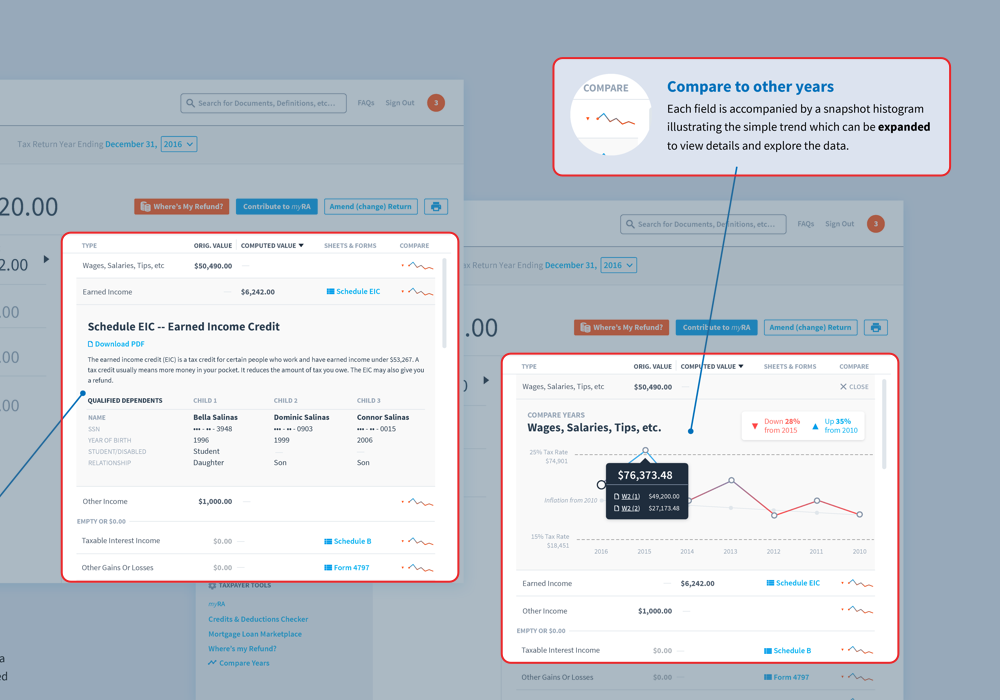 COMPARE
Compare to other years
Each field is accompanied by a snapshot histogram
illustrating the simple trend which can be expanded
to view details and explore the data.
Search for Documents, Definitions, etc...
FAQs
Sign Out
3
Tax Return Year Ending December 31, 2016
20.00
Where's My Refund?
Contribute to myRA
Amend (change) Return
2.00
.00
.00
.00
TYPE ORIG. VALUE COMPUTED VALUE SHEETS & FORMS COMPARE
Wages, Salaries, Tips, etc $50,490.00 —
Earned Income — $6,242.00 Schedule EIC
Schedule EIC -- Earned Income Credit
Download PDF
The earned income credit (EIC) is a tax credit for certain people who work and have earned income under $53,267. A
tax credit usually means more money in your pocket. It reduces the amount of tax you owe. The EIC may also give you
a refund.
QUALIFIED DEPENDENTS CHILD 1 CHILD 2 CHILD 3
NAME Bella Salinas Dominic Salinas Connor Salinas
SSN ••• - •• - 3948 ••• - •• - 0903 ••• - •• - 0015
YEAR OF BIRTH 1996 1999 2006
STUDENT/DISABLED Student — —
RELATIONSHIP Daughter Son Son
Other Income $1,000.00 —
EMPTY OR $0.00
Taxable Interest Income $0.00 — Schedule B
Other Gains Or Losses $0.00 — Form 4797
TAXPAYER TOOLS
myRA
Credits & Deductions Checker
Mortgage Loan Marketplace
Where's my Refund?
Compare Years
a
ed
Search for Documents, Definitions, etc...
FAQs
Sign Out
3
ax Return Year Ending December 31, 2016
.00
Where's My Refund?
Contribute to myRA
Amend (change) Return
TYPE ORIG. VALUE COMPUTED VALUE SHEETS & FORMS COMPARE
Wages, Salaries, Tips, etc $50,490.00 — CLOSE
COMPARE YEARS
Wages, Salaries, Tips, etc.
Down 28%
from 2015
Up 35%
from 2010
25% Tax Rate
$74,901
$76,373.48
W2 (1) $49,200.00
W2 (2) $27,173.48
Inflation from 2010
15% Tax Rate
$18,451
2016 2015 2014 2013 2012 2011 2010
Earned Income — $6,242.00 Schedule EIC
Other Income $1,000.00 —
EMPTY OR $0.00
Taxable Interest Income $0.00 — Schedule B
Other Gains Or Losses $0.00 — Form 4797